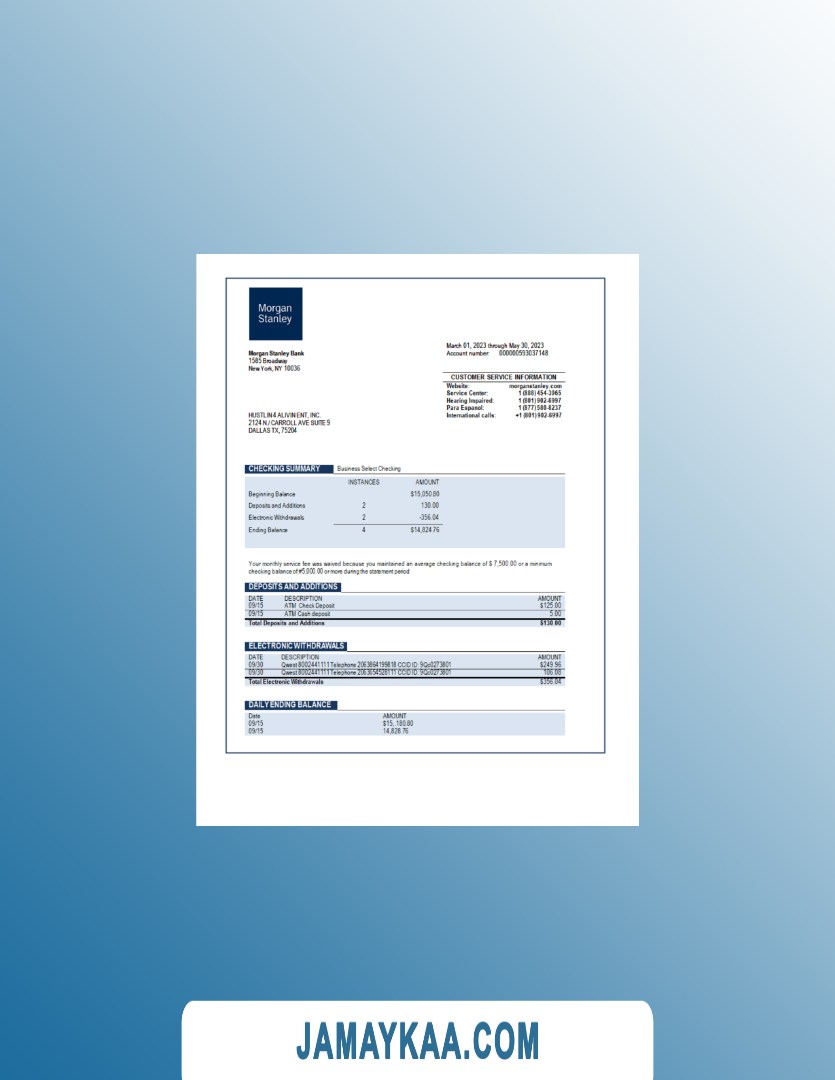 Morgan
Stanley
Morgan Stanley Bank
1585 Broadway
New York, NY 10036
March 01, 2023 through May 30, 2023
Account number 000000593037148
CUSTOMER SERVICE INFORMATION
Website: morganstanley.com
Service Center: 1 (888) 454-3965
Hearing Impaired: 1 (801) 902-6997
Para Espanol: 1 (877) 580-8237
International calls: +1 (801) 902-6997
HUSTLIN4 ALIVINENT, INC.
2124 N./ CARROLL AVE SUITE 9
DALLAS TX, 75204
CHECKING SUMMARY Business Select Checking
INSTANCES AMOUNT
Beginning Balance $15,050.80
Deposits and Additions 2 130.00
Electronic Withdrawals 2 -356.04
Ending Balance 4 $14,824.76
Your monthly service fee was waived because you maintained an average checking balance of $ 7,500.00 or a minimum
checking balance of #5,000.00 or more during the statement period
DEPOSITS AND ADDITIONS
DATE DESCRIPTION AMOUNT
09/15 ATM Check Deposit $125.00
09/15 ATM Cash deposit 5.00
Total Deposits and Additions $130.00
ELECTRONIC WITHDRAWALS
DATE DESCRIPTION AMOUNT
09/30 Qwest 8002441111 Telephone 2063864199818 CCID ID: 9Qc0273801 $249.96
09/30 Qwest 8002441111 Telephone 2063654528111 CCID ID: 9Qc0273801 106.08
Total Electronic Withdrawals $356.04
DAILY ENDING BALANCE
Date AMOUNT
09/15 $15, 180.80
09/15 14,828.76
JAMAYKAA.COM